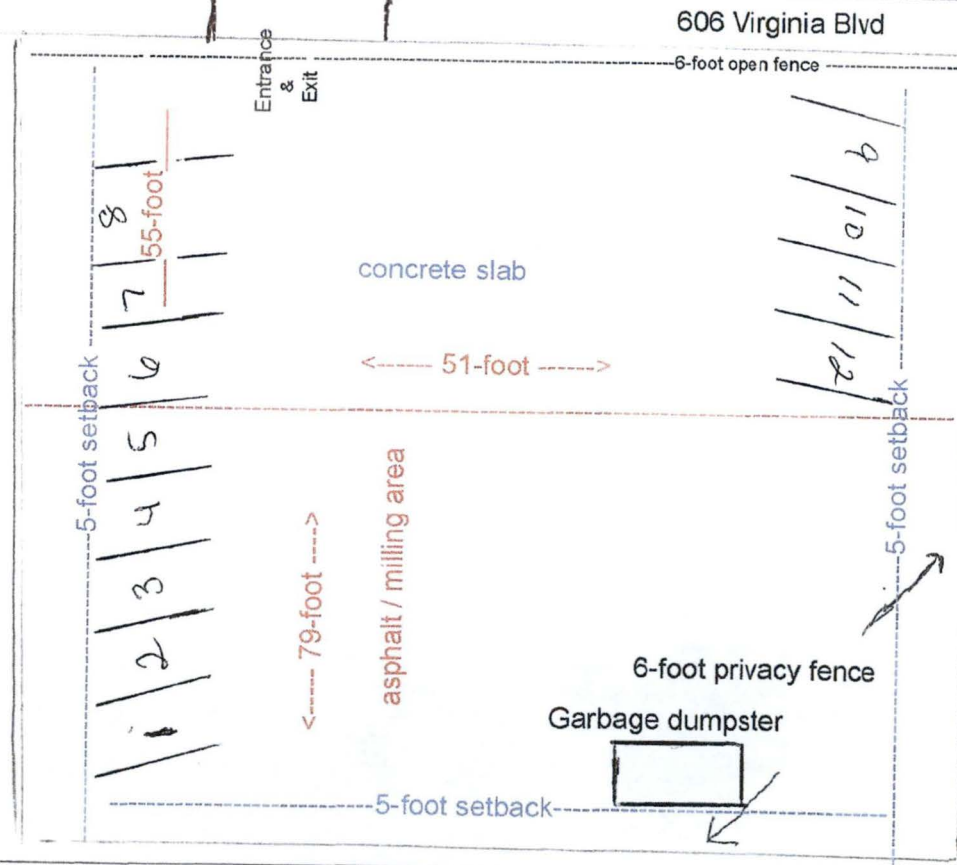 606 Virginia Blvd
6-foot open fence
Entrance
&
Exit
9
8
55-foot
10
concrete slab
7
11
6
<------ 51-foot ------>
12
5-foot setback
5-foot setback
5
4
asphalt / milling area
<----- 79-foot ---->
3
2
6-foot privacy fence
1
Garbage dumpster
5-foot setback